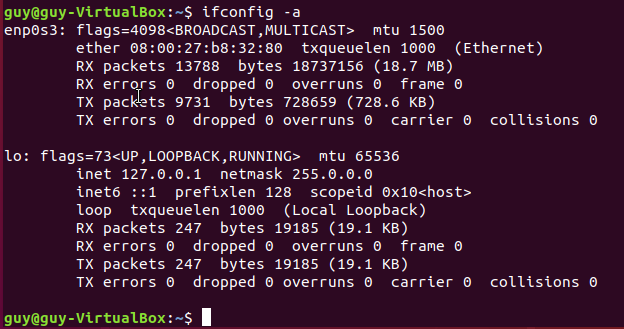 guy@guy-VirtualBox:~$ ifconfig -a
enp0s3: flags=4098<BROADCAST,MULTICAST>  mtu 1500
        ether 08:00:27:b8:32:80  txqueuelen 1000  (Ethernet)
        RX packets 13788  bytes 18737156 (18.7 MB)
        RX errors 0  dropped 0  overruns 0  frame 0
        TX packets 9731  bytes 728659 (728.6 KB)
        TX errors 0  dropped 0 overruns 0  carrier 0  collisions 0

lo: flags=73<UP,LOOPBACK,RUNNING>  mtu 65536
        inet 127.0.0.1  netmask 255.0.0.0
        inet6 ::1  prefixlen 128  scopeid 0x10<host>
        loop  txqueuelen 1000  (Local Loopback)
        RX packets 247  bytes 19185 (19.1 KB)
        RX errors 0  dropped 0  overruns 0  frame 0
        TX packets 247  bytes 19185 (19.1 KB)
        TX errors 0  dropped 0 overruns 0  carrier 0  collisions 0

guy@guy-VirtualBox:~$